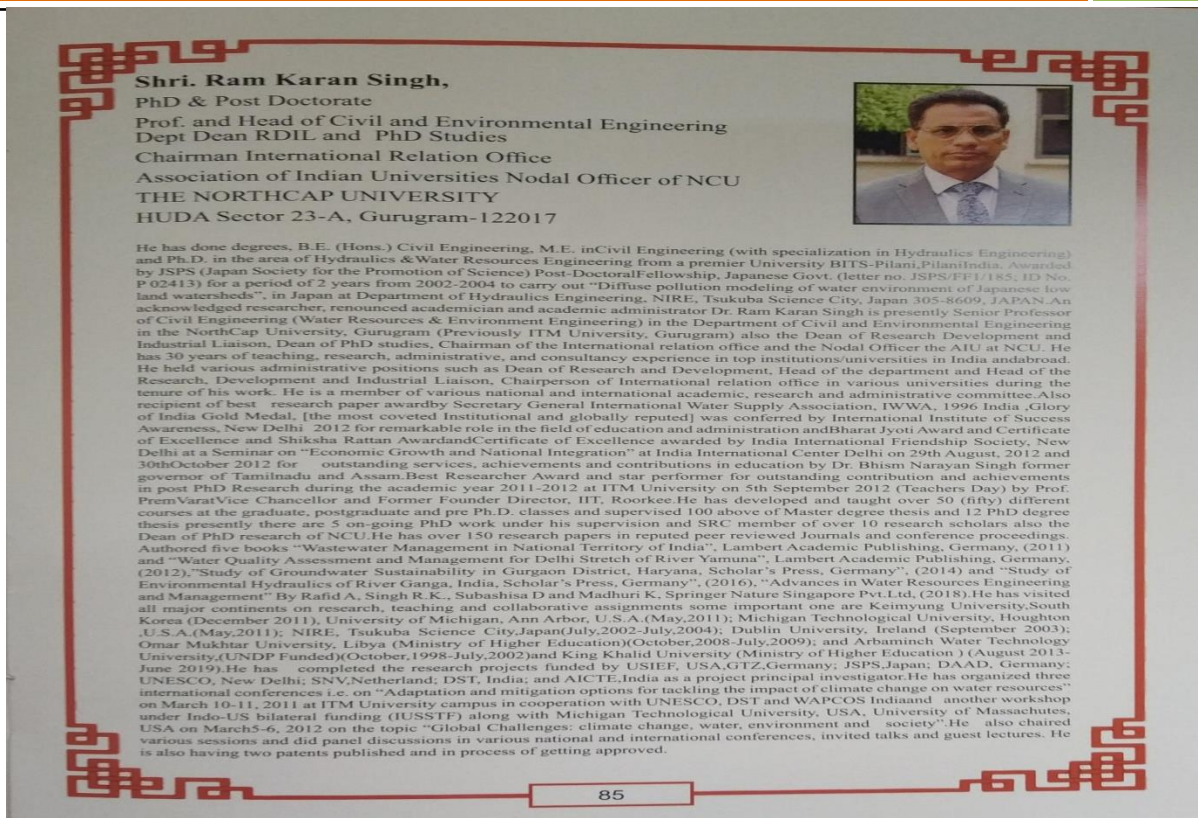 Shri. Ram Karan Singh,
PhD & Post Doctorate
Prof. and Head of Civil and Environmental Engineering
Dept Dean RDIL and PhD Studies
Chairman International Relation Office
Association of Indian Universities Nodal Officer of NCU
THE NORTHCAP UNIVERSITY
HUDA Sector 23-A, Gurugram-122017
He has done degrees, B.E. (Hons.) Civil Engineering, M.E. inCivil Engineering (with specialization in Hydraulics Engineering)
and Ph.D. in the area of Hydraulics &Water Resources Engineering from a premier University BITS-Pilani,PilaniIndia. Awarded
by JSPS (Japan Society for the Promotion of Science) Post-DoctoralFellowship, Japanese Govt. (letter no. JSPS/FF1/185; ID No.
P 02413) for a period of 2 years from 2002-2004 to carry out “Diffuse pollution modeling of water environment of Japanese low
land watersheds”, in Japan at Department of Hydraulics Engineering, NIRE, Tsukuba Science City, Japan 305-8609, JAPAN.An
acknowledged researcher, renounced academician and academic administrator Dr. Ram Karan Singh is presently Senior Professor
of Civil Engineering (Water Resources & Environment Engineering) in the Department of Civil and Environmental Engineering
in the NorthCap University, Gurugram (Previously ITM University, Gurugram) also the Dean of Research Development and
Industrial Liaison, Dean of PhD studies, Chairman of the International relation office and the Nodal Officer the AIU at NCU. He
has 30 years of teaching, research, administrative, and consultancy experience in top institutions/universities in India andabroad.
He held various administrative positions such as Dean of Research and Development, Head of the department and Head of the
Research, Development and Industrial Liaison, Chairperson of International relation office in various universities during the
tenure of his work. He is a member of various national and international academic, research and administrative committee.Also
recipient of best research paper awardby Secretary General International Water Supply Association, IWWA, 1996 India ,Glory
of India Gold Medal, [the most coveted Institutional and globally reputed] was conferred by International Institute of Success
Awareness, New Delhi 2012 for remarkable role in the field of education and administration andBharat Jyoti Award and Certificate
of Excellence and Shiksha Rattan AwardandCertificate of Excellence awarded by India International Friendship Society, New
Delhi at a Seminar on “Economic Growth and National Integration” at India International Center Delhi on 29th August, 2012 and
30thOctober 2012 for outstanding services, achievements and contributions in education by Dr. Bhism Narayan Singh former
governor of Tamilnadu and Assam.Best Researcher Award and star performer for outstanding contribution and achievements
in post PhD Research during the academic year 2011-2012 at ITM University on 5th September 2012 (Teachers Day) by Prof.
PremVaratVice Chancellor and Former Founder Director, IIT, Roorkee.He has developed and taught over 50 (fifty) different
courses at the graduate, postgraduate and pre Ph.D. classes and supervised 100 above of Master degree thesis and 12 PhD degree
thesis presently there are 5 on-going PhD work under his supervision and SRC member of over 10 research scholars also the
Dean of PhD research of NCU.He has over 150 research papers in reputed peer reviewed Journals and conference proceedings.
Authored five books “Wastewater Management in National Territory of India”, Lambert Academic Publishing, Germany, (2011)
and “Water Quality Assessment and Management for Delhi Stretch of River Yamuna”, Lambert Academic Publishing, Germany,
(2012),”Study of Groundwater Sustainability in Gurgaon District, Haryana, Scholar’s Press, Germany”, (2014) and “Study of
Environmental Hydraulics of River Ganga, India, Scholar’s Press, Germany”, (2016), “Advances in Water Resources Engineering
and Management” By Rafid A, Singh R.K., Subashisa D and Madhuri K, Springer Nature Singapore Pvt.Ltd, (2018).He has visited
all major continents on research, teaching and collaborative assignments some important one are Keimyung University,South
Korea (December 2011), University of Michigan, Ann Arbor, U.S.A.(May,2011); Michigan Technological University, Houghton
,U.S.A.(May,2011); NIRE, Tsukuba Science City,Japan(July,2002-July,2004); Dublin University, Ireland (September 2003);
Omar Mukhtar University, Libya (Ministry of Higher Education)(October,2008-July,2009); and Arbaminch Water Technology
University,(UNDP Funded)(October,1998-July,2002)and King Khalid University (Ministry of Higher Education ) (August 2013-
June 2019).He has completed the research projects funded by USIEF, USA,GTZ,Germany; JSPS,Japan; DAAD, Germany;
UNESCO, New Delhi; SNV,Netherland; DST, India; and AICTE,India as a project principal investigator.He has organized three
international conferences i.e. on “Adaptation and mitigation options for tackling the impact of climate change on water resources”
on March 10-11, 2011 at ITM University campus in cooperation with UNESCO, DST and WAPCOS Indiaand another workshop
under Indo-US bilateral funding (IUSSTF) along with Michigan Technological University, USA, University of Massachutes,
USA on March5-6, 2012 on the topic “Global Challenges: climate change, water, environment and society”.He also chaired
various sessions and did panel discussions in various national and international conferences, invited talks and guest lectures. He
is also having two patents published and in process of getting approved.
85